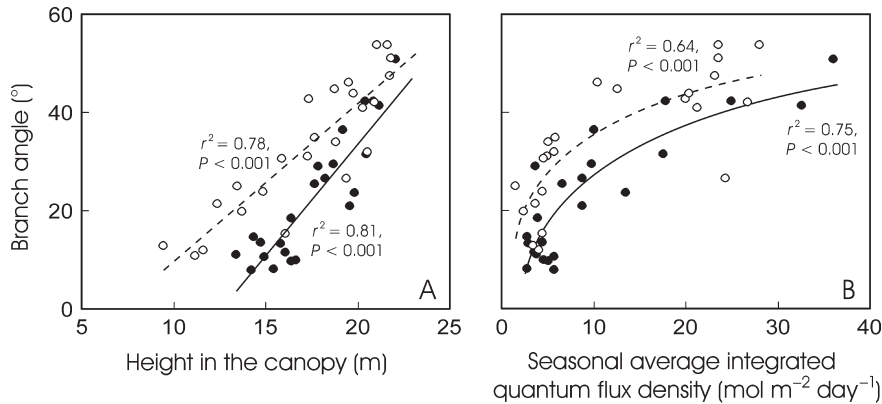 60
40
20
0
Branch angle (°)
r² = 0.78,
P < 0.001
r² = 0.81,
P < 0.001
A
5
10
15
20
25
Height in the canopy (m)
r² = 0.64,
P < 0.001
r² = 0.75,
P < 0.001
B
0
10
20
30
40
Seasonal average integrated
quantum flux density (mol m⁻² day⁻¹)